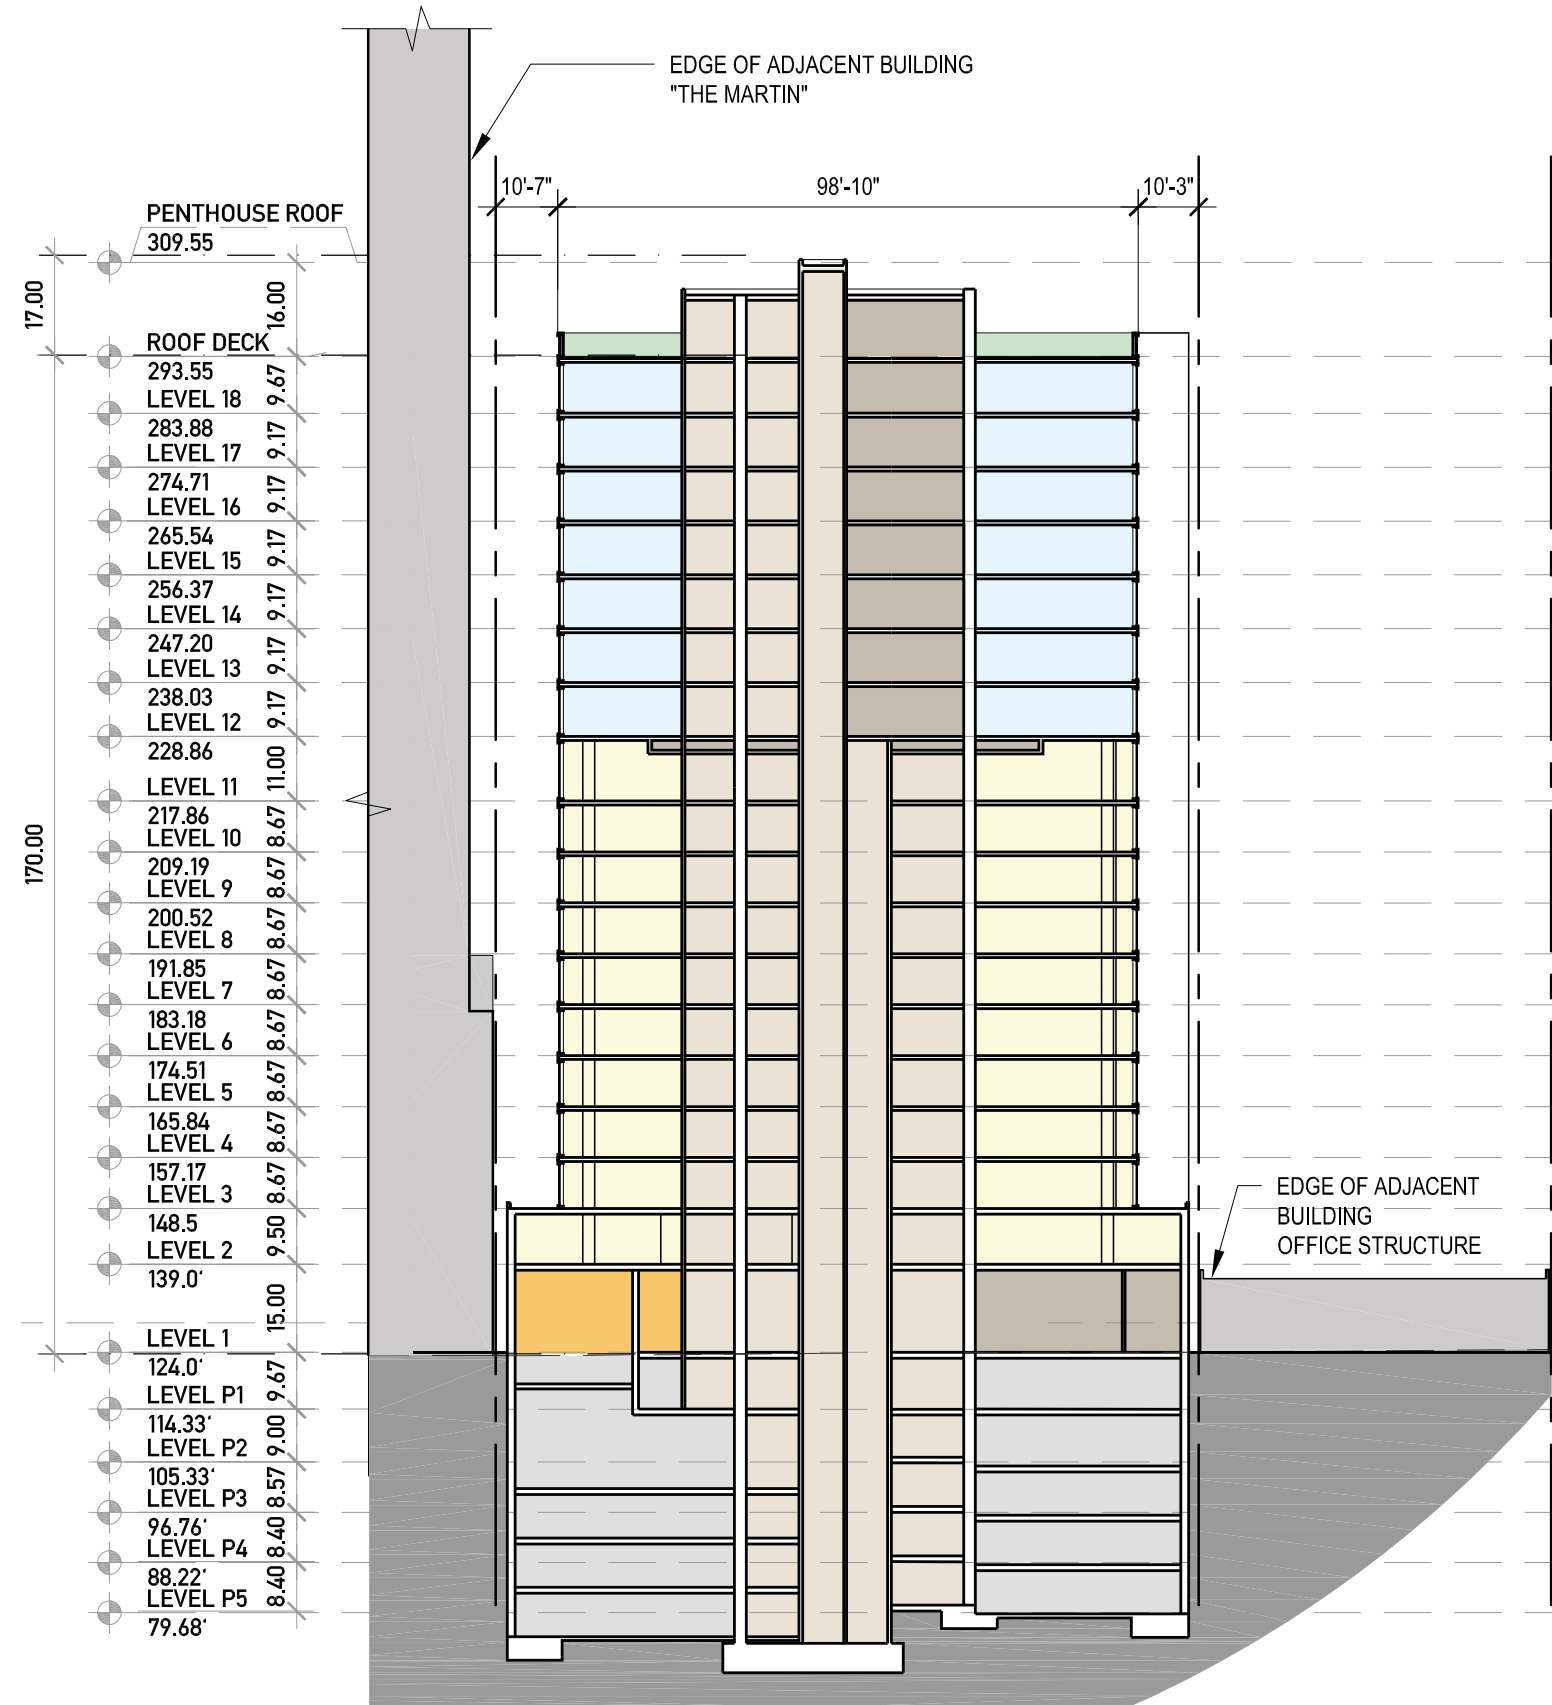 EDGE OF ADJACENT BUILDING
"THE MARTIN"
10'-7"
98'-10"
10'-3"
PENTHOUSE ROOF
309.55
17.00
16.00
ROOF DECK
293.55
9.67
LEVEL 18
283.88
9.17
LEVEL 17
274.71
9.17
LEVEL 16
265.54
9.17
LEVEL 15
256.37
9.17
LEVEL 14
247.20
9.17
LEVEL 13
238.03
9.17
LEVEL 12
228.86
11.00
LEVEL 11
217.86
8.67
LEVEL 10
209.19
8.67
LEVEL 9
200.52
8.67
LEVEL 8
191.85
8.67
LEVEL 7
183.18
8.67
LEVEL 6
174.51
8.67
LEVEL 5
165.84
8.67
LEVEL 4
157.17
8.67
LEVEL 3
148.5
9.50
LEVEL 2
139.0'
15.00
LEVEL 1
124.0'
9.67
LEVEL P1
114.33'
9.00
LEVEL P2
105.33'
8.57
LEVEL P3
96.76'
8.40
LEVEL P4
88.22'
8.40
LEVEL P5
79.68'
170.00
EDGE OF ADJACENT
BUILDING
OFFICE STRUCTURE